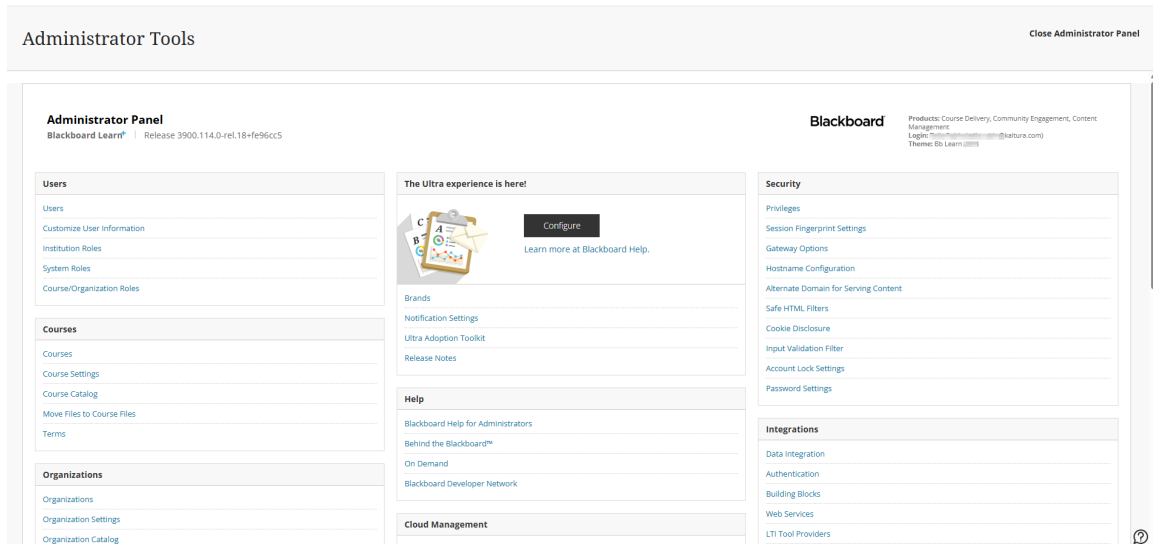 Administrator Tools
Close Administrator Panel
Administrator Panel
Blackboard Learn+ Release 3900.114.0-rel.18+fe96cc5
Blackboard
Products: Course Delivery, Community Engagement, Content
Management
Login: @kaltura.com)
Theme: Bb Learn
Users
Users
Customize User Information
Institution Roles
System Roles
Course/Organization Roles
Courses
Courses
Course Settings
Course Catalog
Move Files to Course Files
Terms
Organizations
Organizations
Organization Settings
Organization Catalog
The Ultra experience is here!
C
A
B
Configure
Learn more at Blackboard Help.
Brands
Notification Settings
Ultra Adoption Toolkit
Release Notes
Help
Blackboard Help for Administrators
Behind the Blackboard™
On Demand
Blackboard Developer Network
Cloud Management
Security
Privileges
Session Fingerprint Settings
Gateway Options
Hostname Configuration
Alternate Domain for Serving Content
Safe HTML Filters
Cookie Disclosure
Input Validation Filter
Account Lock Settings
Password Settings
Integrations
Data Integration
Authentication
Building Blocks
Web Services
LTI Tool Providers